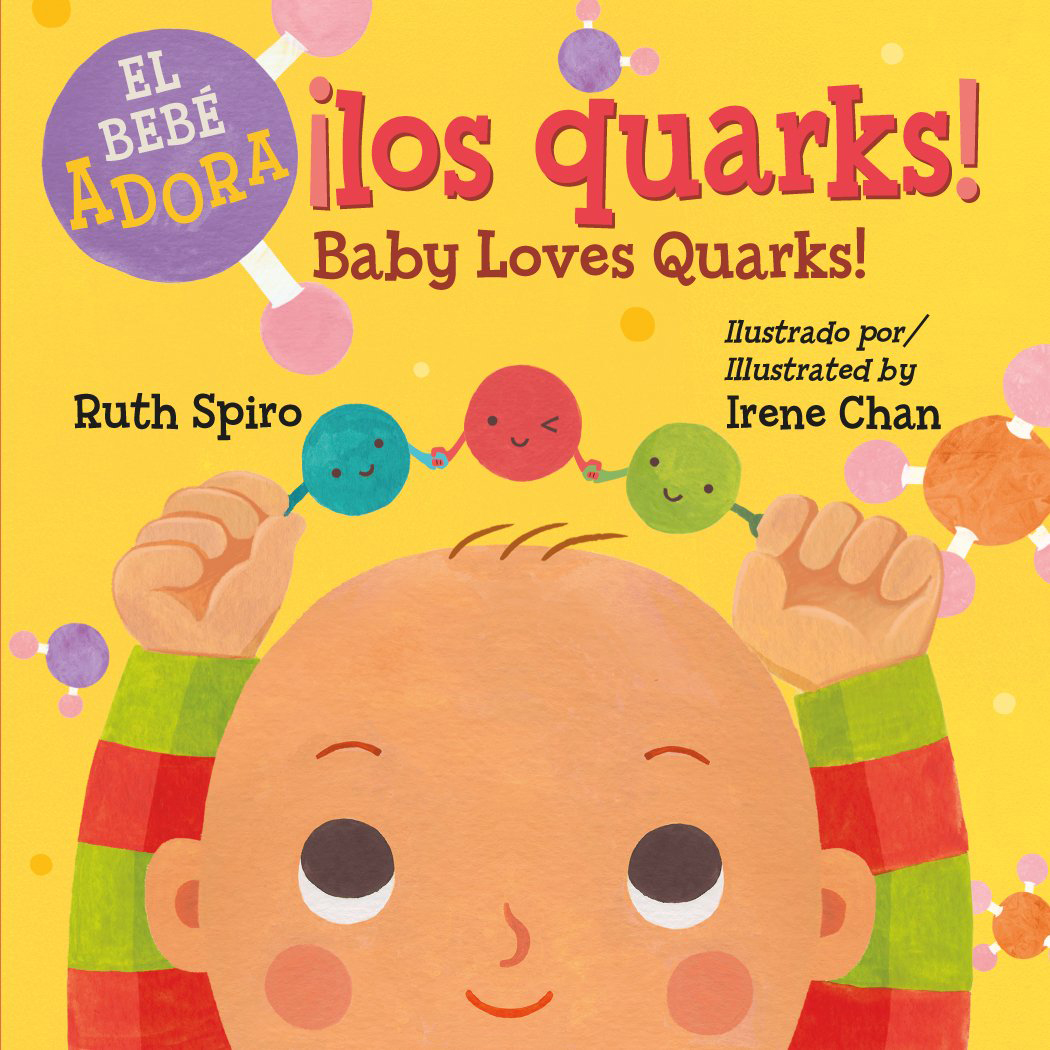 EL
BEBÉ
ADORA
¡los quarks!
Baby Loves Quarks!
Ruth Spiro
Ilustrado por/
Illustrated by
Irene Chan